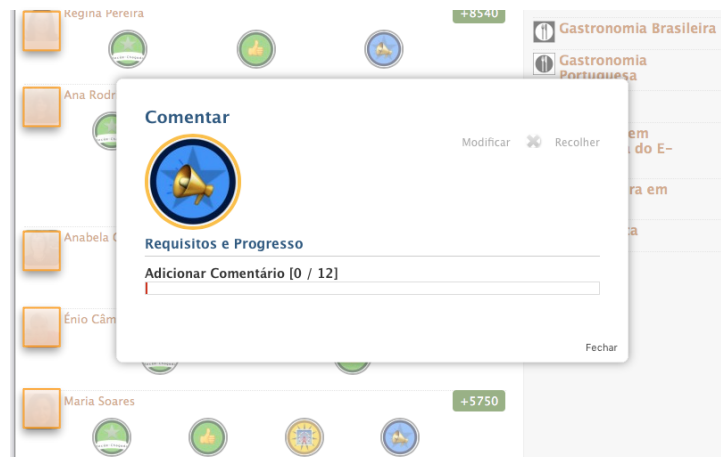 Regina Pereira
+8540
Gastronomia Brasileira
Gastronomia
Portuguesa
Ana Rodr
Comentar
Modificar
Recolher
em
do E-
ra em
Anabela
Requisitos e Progresso
Adicionar Comentário [0 / 12]
Énio Câm
Fechar
Maria Soares
+5750